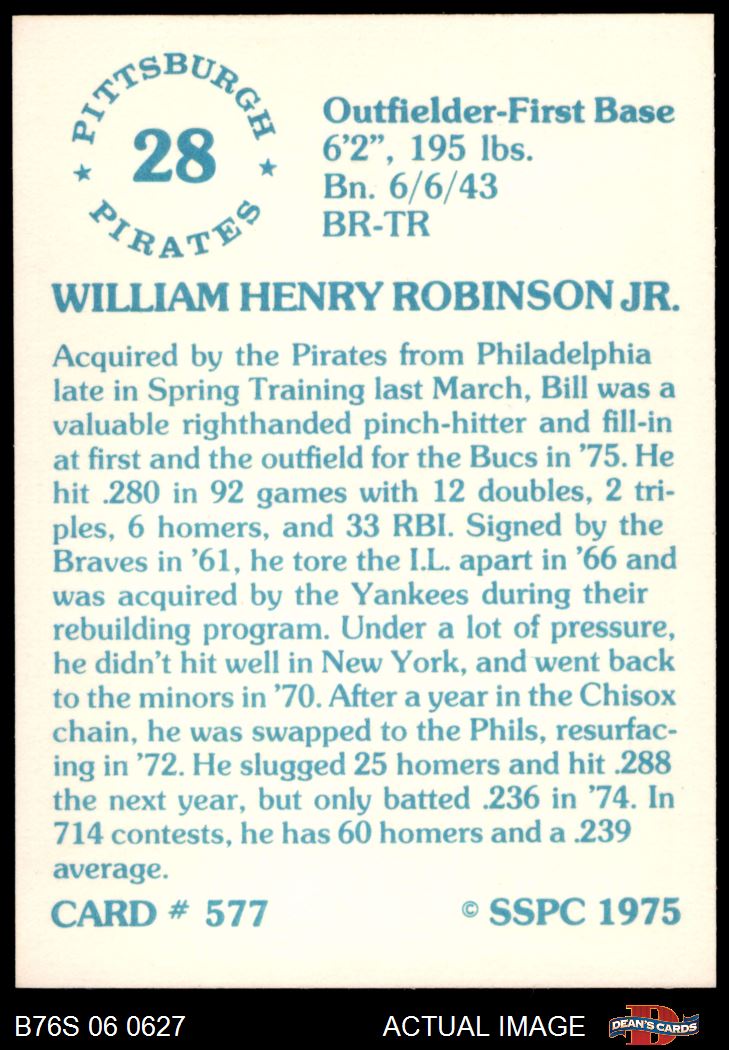 PITTSBURGH
28
★ ★
PIRATES
Outfielder-First Base
6'2", 195 lbs.
Bn. 6/6/43
BR-TR
WILLIAM HENRY ROBINSON JR.
Acquired by the Pirates from Philadelphia
late in Spring Training last March, Bill was a
valuable righthanded pinch-hitter and fill-in
at first and the outfield for the Bucs in '75. He
hit .280 in 92 games with 12 doubles, 2 tri-
ples, 6 homers, and 33 RBI. Signed by the
Braves in '61, he tore the I.L. apart in '66 and
was acquired by the Yankees during their
rebuilding program. Under a lot of pressure,
he didn't hit well in New York, and went back
to the minors in '70. After a year in the Chisox
chain, he was swapped to the Phils, resurfac-
ing in '72. He slugged 25 homers and hit .288
the next year, but only batted .236 in '74. In
714 contests, he has 60 homers and a .239
average.
CARD # 577 © SSPC 1975
B76S 06 0627 ACTUAL IMAGE D DEAN'S CARDS